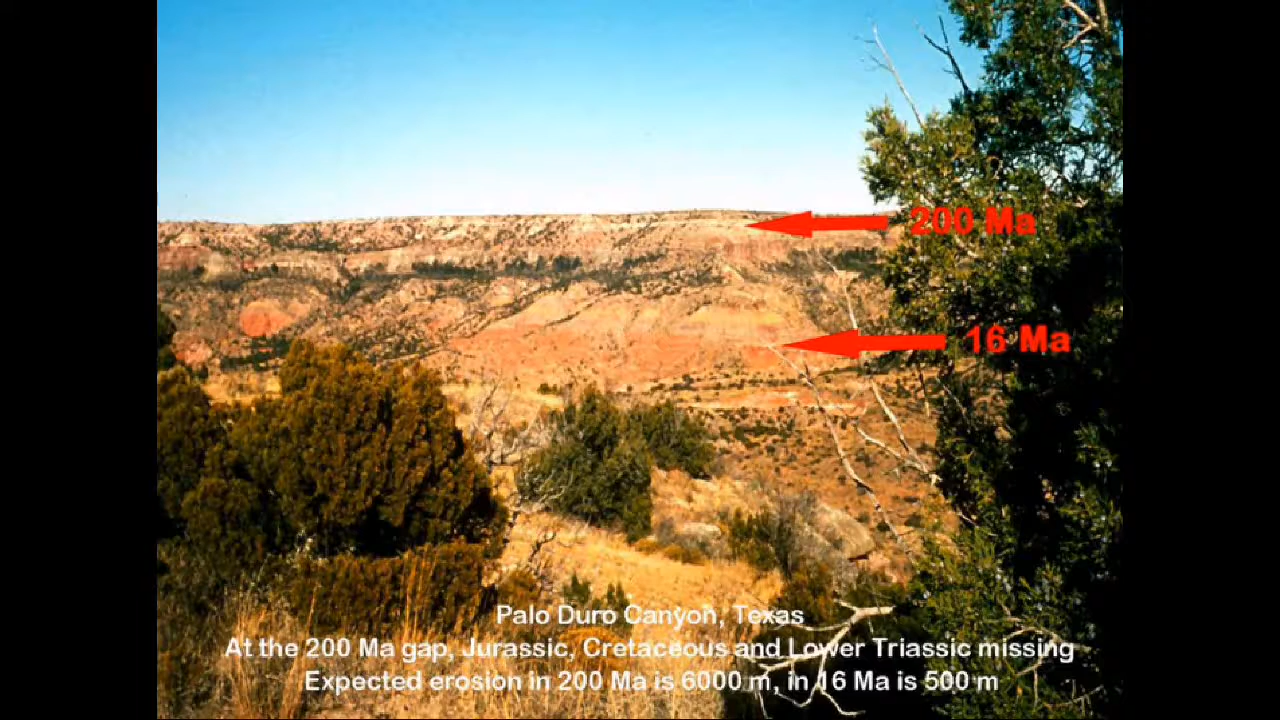 200 Ma
16 Ma
Palo Duro Canyon, Texas
At the 200 Ma gap, Jurassic, Cretaceous and Lower Triassic missing
Expected erosion in 200 Ma is 6000 m, in 16 Ma is 500 m